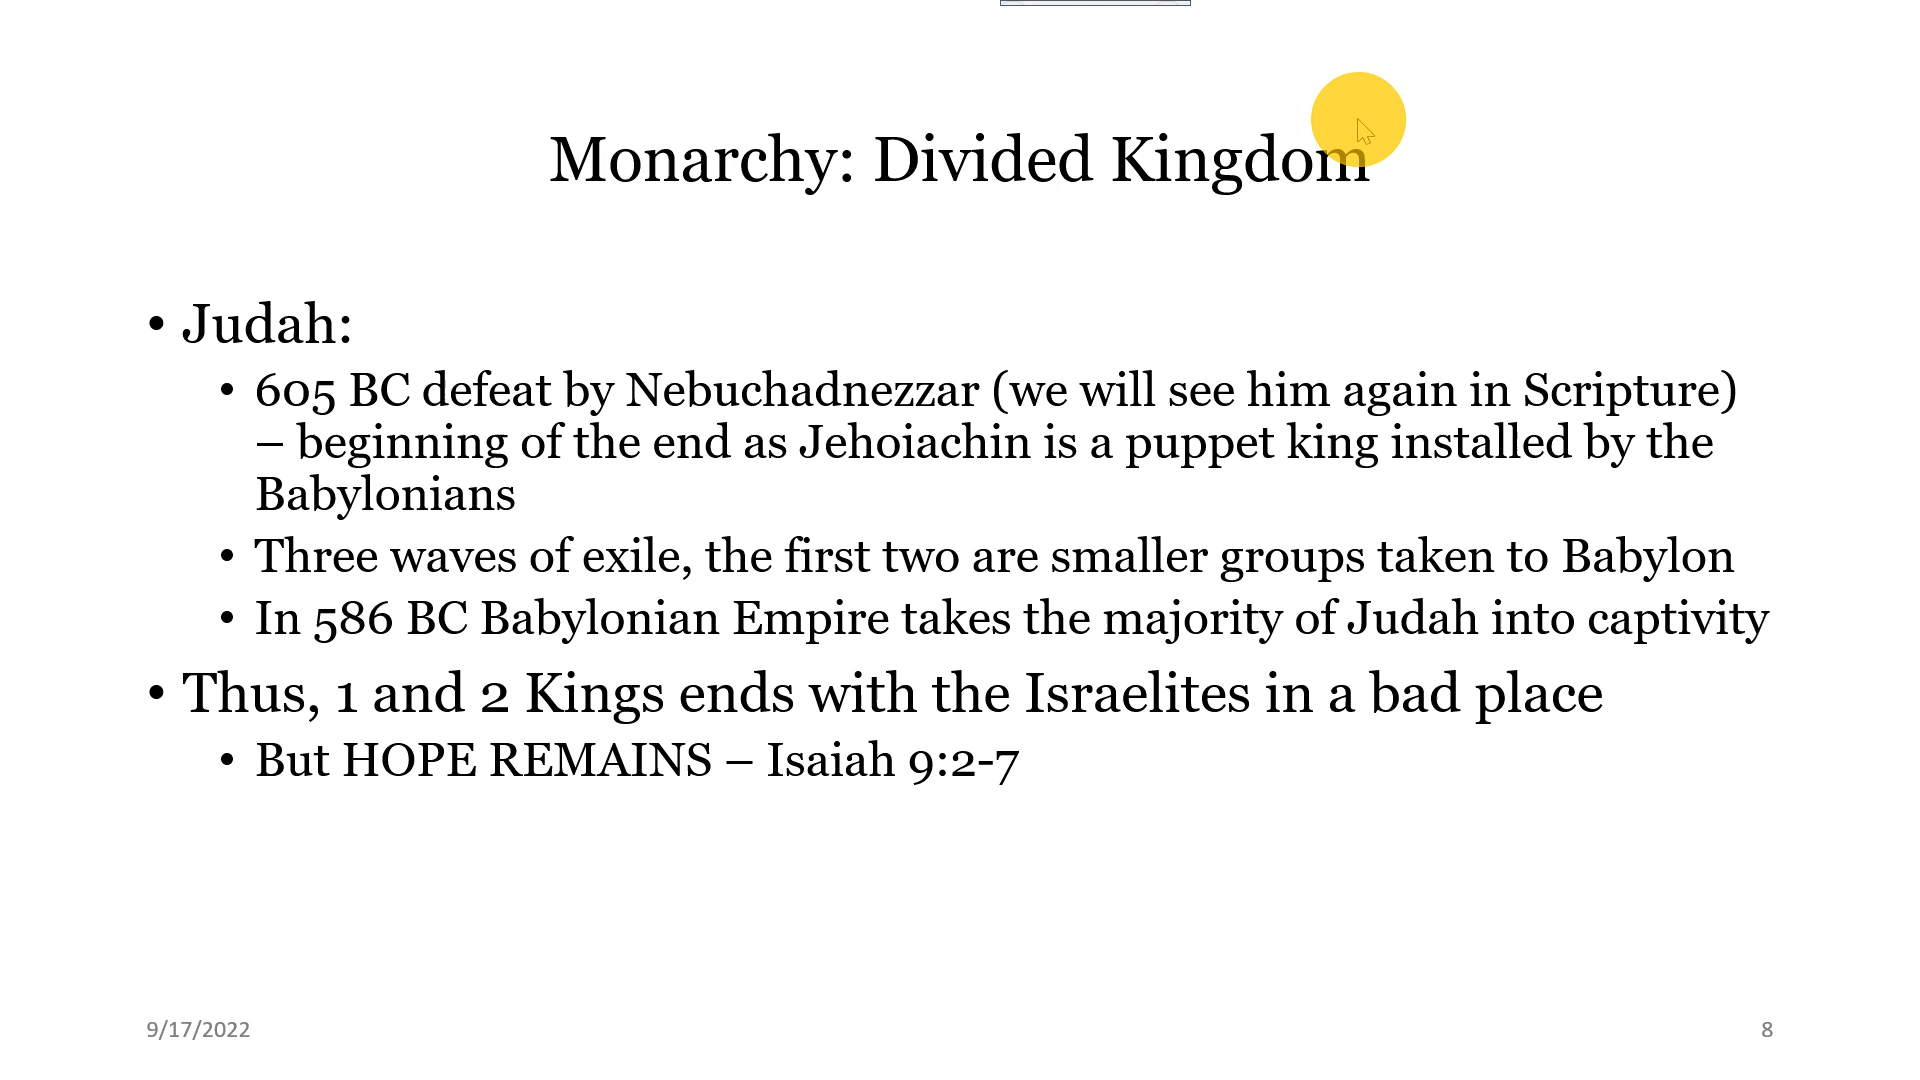 Monarchy: Divided Kingdom
• Judah:
• 605 BC defeat by Nebuchadnezzar (we will see him again in Scripture)
– beginning of the end as Jehoiachin is a puppet king installed by the
Babylonians
• Three waves of exile, the first two are smaller groups taken to Babylon
• In 586 BC Babylonian Empire takes the majority of Judah into captivity
• Thus, 1 and 2 Kings ends with the Israelites in a bad place
• But HOPE REMAINS – Isaiah 9:2-7
9/17/2022
8